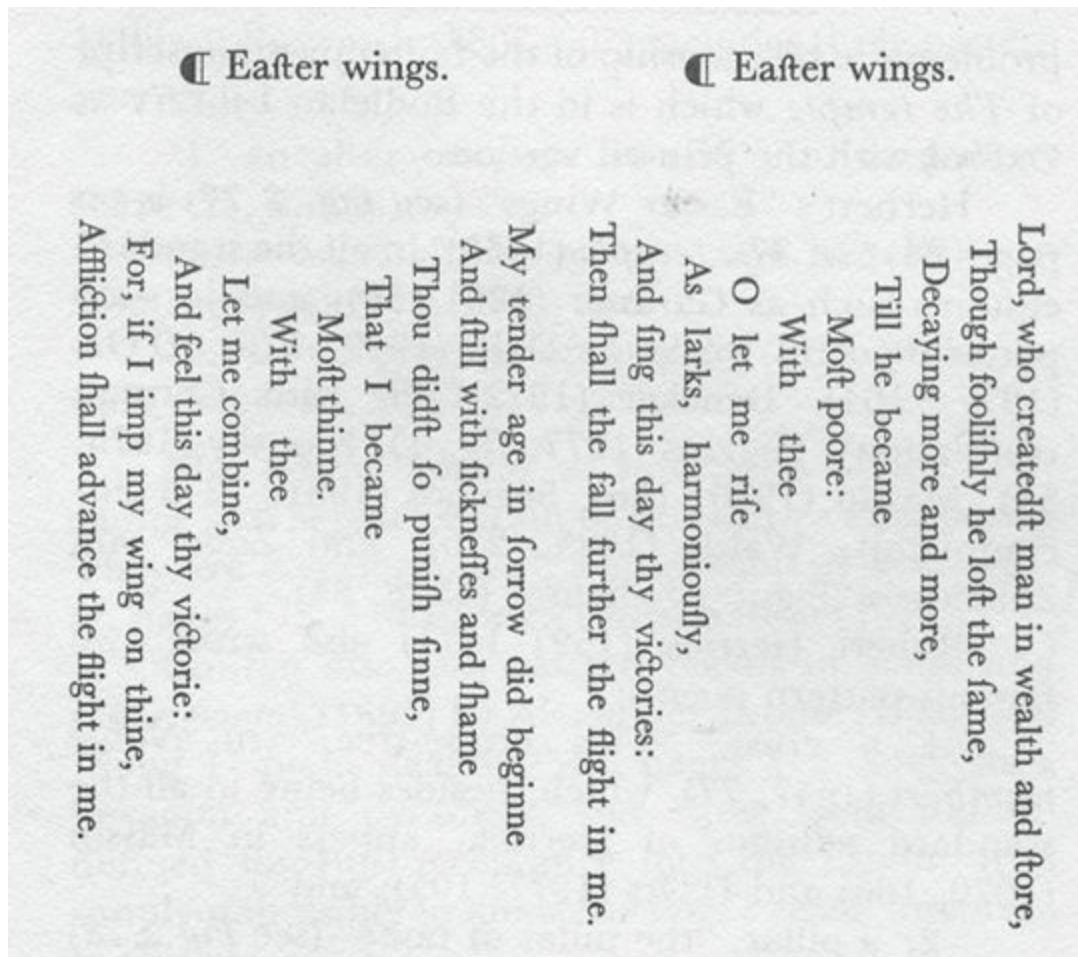 ¶ Eaſter wings.
¶ Eaſter wings.
Lord, who createdſt man in wealth and ſtore,
Though fooliſhly he loſt the ſame,
Decaying more and more,
Till he became
Moſt poore:
With thee
O let me riſe
As larks, harmoniouſly,
And ſing this day thy victories:
Then ſhall the fall further the flight in me.
My tender age in ſorrow did beginne
And ſtill with ſickneſſes and ſhame
Thou didſt ſo puniſh ſinne,
That I became
Moſt thinne.
With thee
Let me combine,
And feel this day thy victorie:
For, if I imp my wing on thine,
Affliction ſhall advance the flight in me.